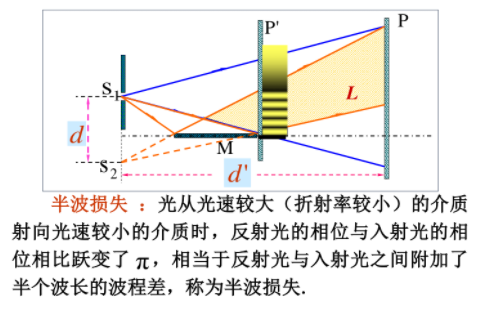 P'
P
S1
L
d
M
S2
d'
半波损失 ：光从光速较大（折射率较小）的介质
射向光速较小的介质时，反射光的相位与入射光的相
位相比跃变了 π，相当于反射光与入射光之间附加了
半个波长的波程差，称为半波损失.